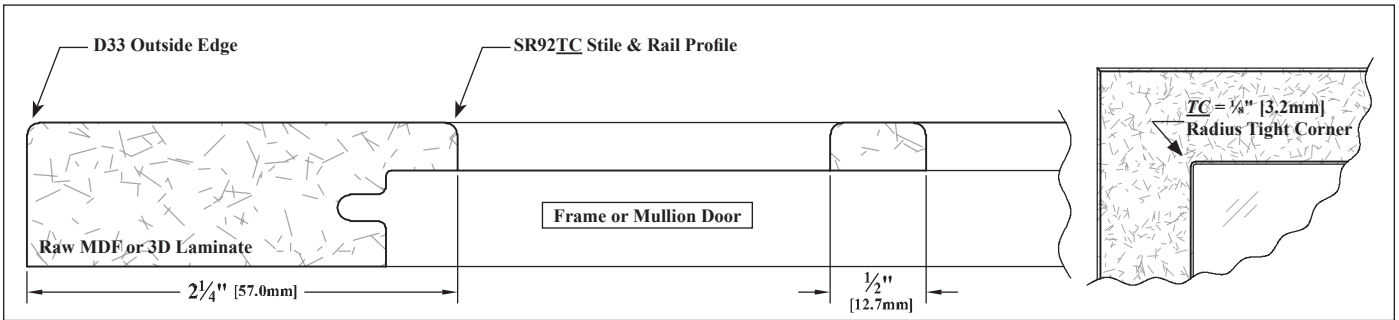 D33 Outside Edge
SR92TC Stile & Rail Profile
TC = ⅛" [3.2mm]
Radius Tight Corner
Frame or Mullion Door
Raw MDF or 3D Laminate
2¼" [57.0mm]
½"
[12.7mm]